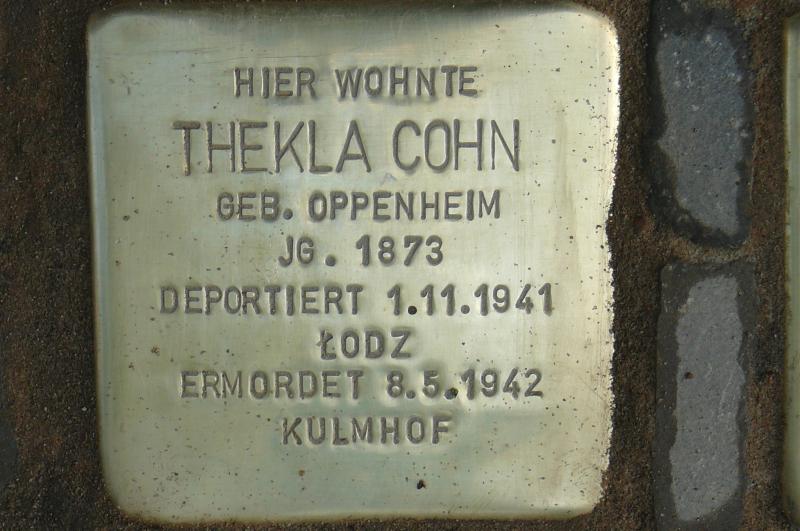 HIER WOHNTE
THEKLA COHN
GEB. OPPENHEIM
JG. 1873
DEPORTIERT 1.11.1941
ŁODZ
ERMORDET 8.5.1942
KULMHOF